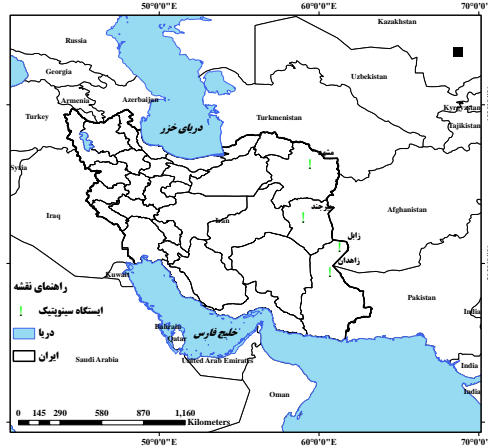 50°0'0"E 60°0'0"E 70°0'0"
Kazakhstan
Russia
Georgia
Uzbekistan
Armenia
Azerbaijan
Kyrgyzstan
Turkey
Turkmenistan
Tajikistan
دریای خزر
مشهد
Syria
بیرجند
Afghanistan
Iraq
Iran
زابل
زاهدان
Kuwait
راهنمای نقشه
ایستگاه سینوپتیک
Pakistan
India
دریا
خلیج فارس
Bahrain
Qatar
ایران
Saudi Arabia
United Arab Emirates
India
Oman
India
0 145 290 580 870 1,160
Kilometers
50°0'0"E 60°0'0"E 70°0'0"